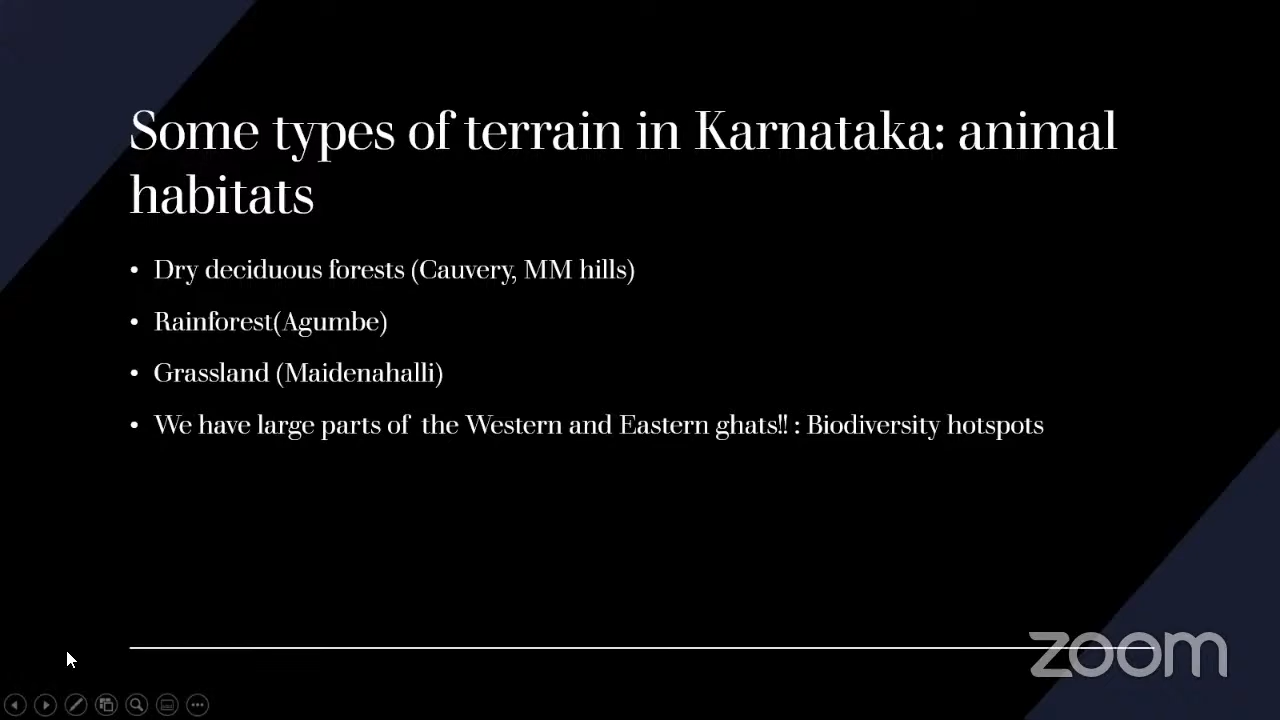 Some types of terrain in Karnataka: animal
habitats
• Dry deciduous forests (Cauvery, MM hills)
• Rainforest(Agumbe)
• Grassland (Maidenahalli)
• We have large parts of  the Western and Eastern ghats!! : Biodiversity hotspots
zoom